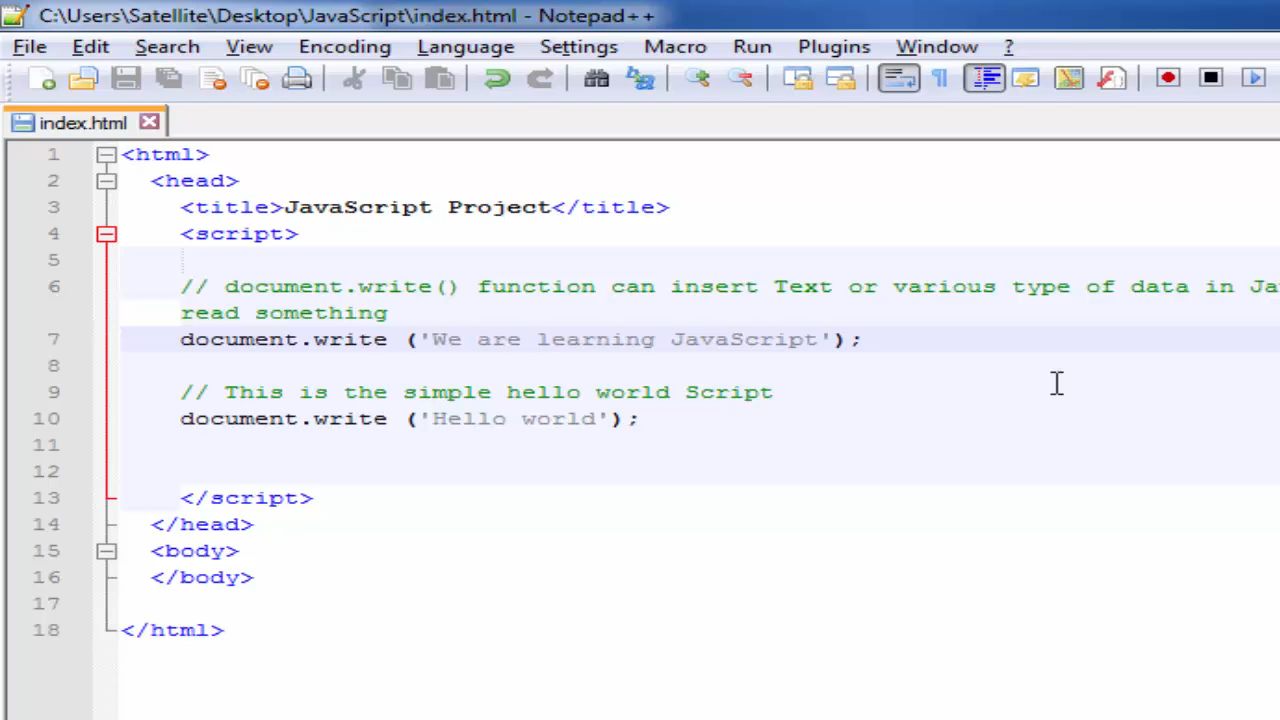 C:\Users\Satellite\Desktop\JavaScript\index.html - Notepad++
File Edit Search View Encoding Language Settings Macro Run Plugins Window ?
index.html
1 <html>
2 <head>
3 <title>JavaScript Project</title>
4 <script>
5
6 // document.write() function can insert Text or various type of data in Ja
read something
7 document.write ('We are learning JavaScript');
8
9 // This is the simple hello world Script
10 document.write ('Hello world');
11
12
13 </script>
14 </head>
15 <body>
16 </body>
17
18 </html>